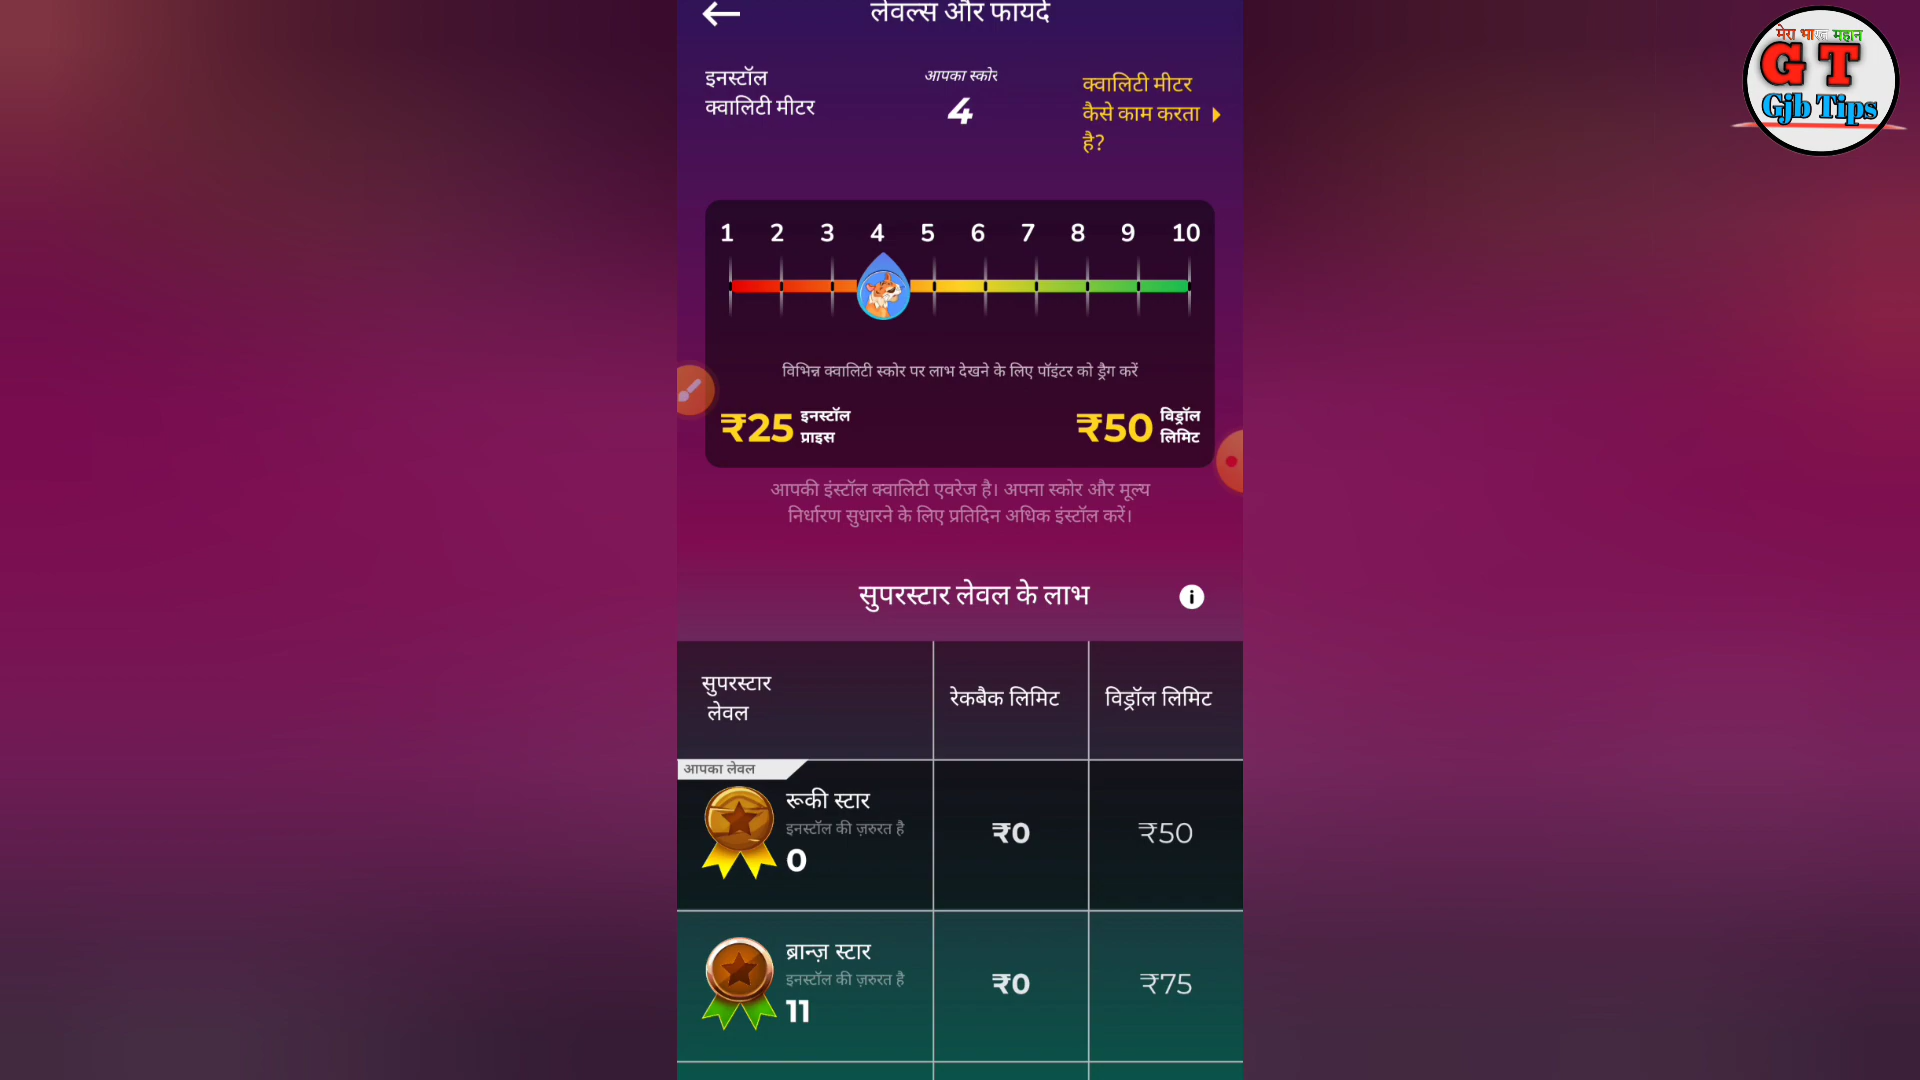 लेवल्स और फायदे
मेरा भारत महान
G T
Gjb Tips
इनस्टॉल
क्वालिटी मीटर
आपका स्कोर
4
क्वालिटी मीटर
कैसे काम करता
है?
1 2 3 4 5 6 7 8 9 10
विभिन्न क्वालिटी स्कोर पर लाभ देखने के लिए पॉइंटर को ड्रैग करें
₹25 इनस्टॉल
प्राइस
₹50 विड्रॉल
लिमिट
आपकी इंस्टॉल क्वालिटी एवरेज है। अपना स्कोर और मूल्य
निर्धारण सुधारने के लिए प्रतिदिन अधिक इंस्टॉल करें।
सुपरस्टार लेवल के लाभ
i
सुपरस्टार
लेवल
रेकबैक लिमिट
विड्रॉल लिमिट
आपका लेवल
रूकी स्टार
इनस्टॉल की ज़रुरत है
0
₹0
₹50
ब्रान्ज़ स्टार
इनस्टॉल की ज़रुरत है
11
₹0
₹75